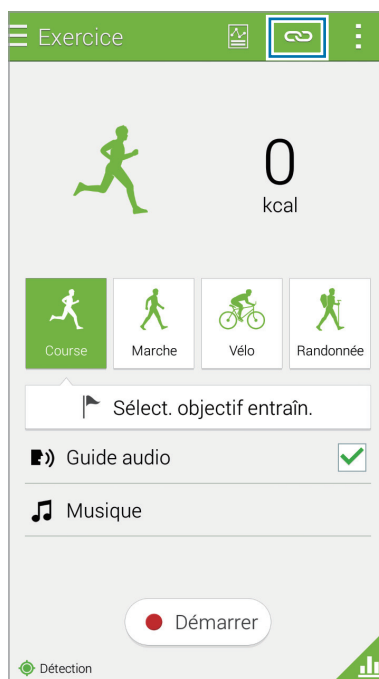 Exercice
0
kcal
Course
Marche
Vélo
Randonnée
Sélect. objectif entraîn.
Guide audio
Musique
Démarrer
Détection